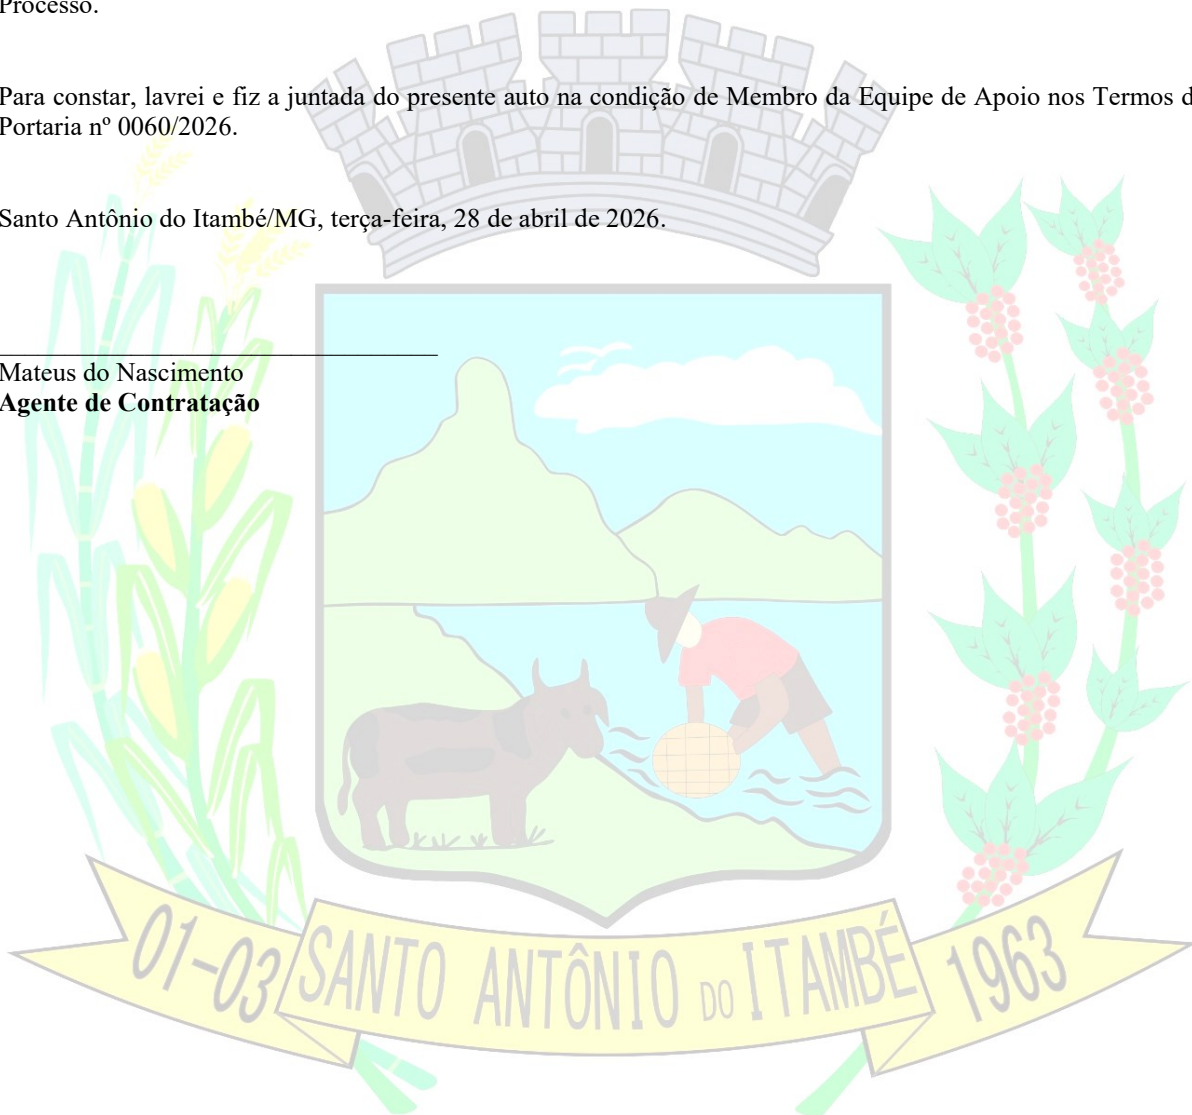 Processo.
Para constar, lavrei e fiz a juntada do presente auto na condição de Membro da Equipe de Apoio nos Termos d
Portaria nº 0060/2026.
Santo Antônio do Itambé/MG, terça-feira, 28 de abril de 2026.
Mateus do Nascimento
Agente de Contratação
01-03 SANTO ANTÔNIO DO ITAMBÉ 1963